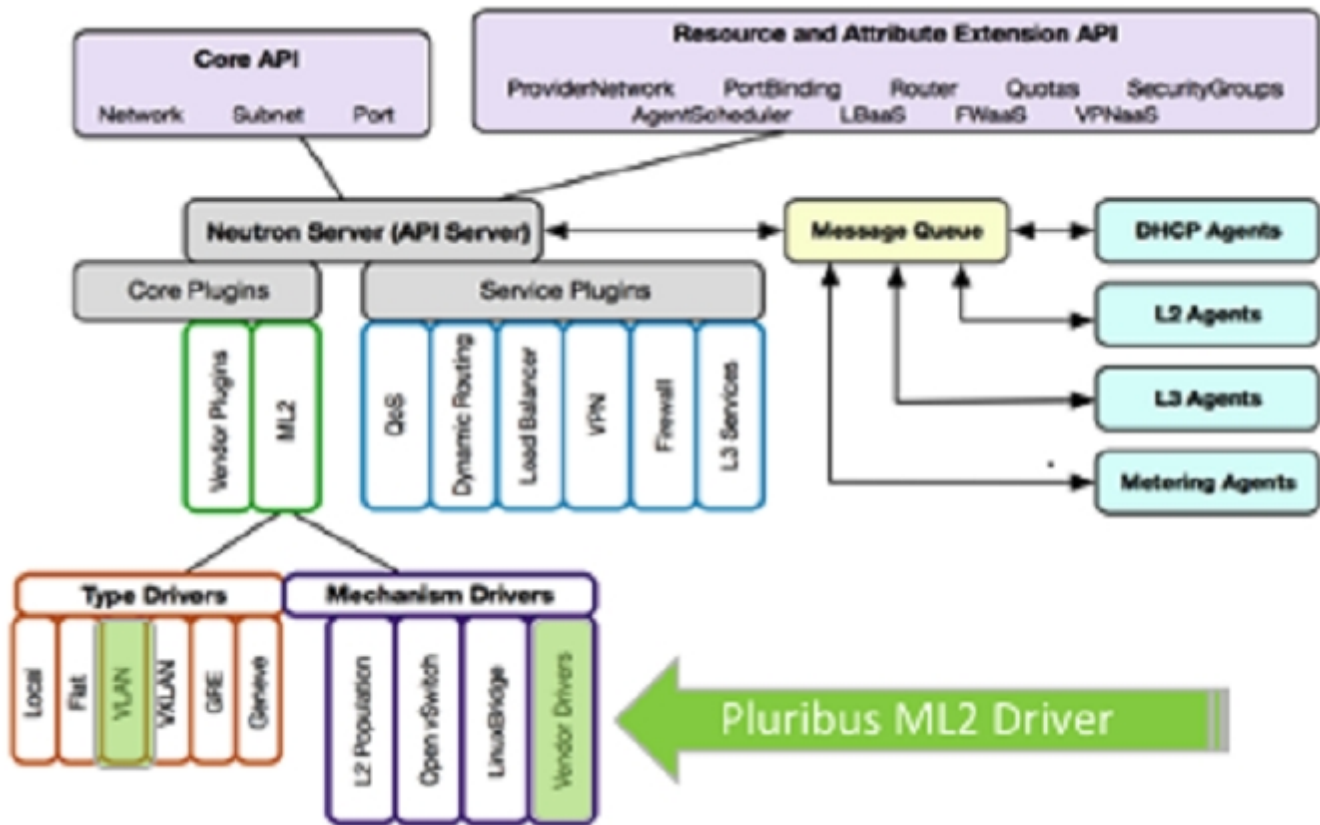 Core API
Network Subnet Port
Resource and Attribute Extension API
ProviderNetwork PortBinding Router Quotas SecurityGroups
AgentScheduler LBaaS FWaaS VPNaaS
Neutron Server (API Server)
Message Queue
DHCP Agents
Core Plugins
Service Plugins
L2 Agents
L3 Agents
Metering Agents
Vendor Plugins
ML2
QoS
Dynamic Routing
Load Balancer
VPN
Firewall
L3 Services
Type Drivers
Mechanism Drivers
Local
Flat
VLAN
VXLAN
GRE
Geneve
L2 Population
Open vSwitch
LinuxBridge
Vendor Drivers
Pluribus ML2 Driver